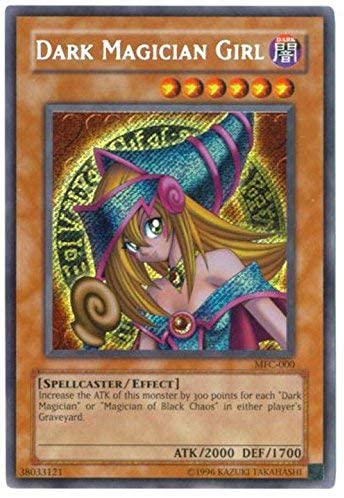 DARK MAGICIAN GIRL
DARK
闇
MFC-000
[SPELLCASTER/EFFECT]
Increase the ATK of this monster by 300 points for each "Dark
Magician" or "Magician of Black Chaos" in either player's
Graveyard.
ATK/2000 DEF/1700
38033121
©1996 KAZUKI TAKAHASHI